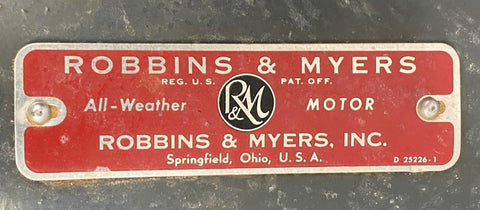 ROBBINS & MYERS
REG. U.S. PAT. OFF.
All-Weather R&M MOTOR
ROBBINS & MYERS, INC.
Springfield, Ohio, U. S. A.
D 25226-1